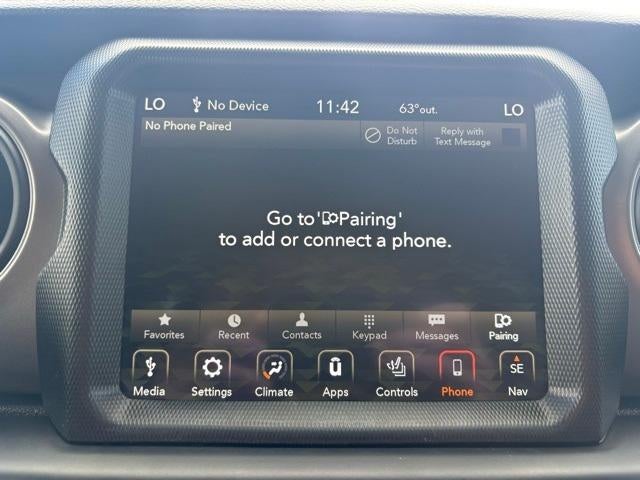 LO No Device 11:42 63° out. LO
No Phone Paired
Do Not
Disturb
Reply with
Text Message
Go to 'Pairing'
to add or connect a phone.
Favorites Recent Contacts Keypad Messages Pairing
SE
Media Settings Climate Apps Controls Phone Nav